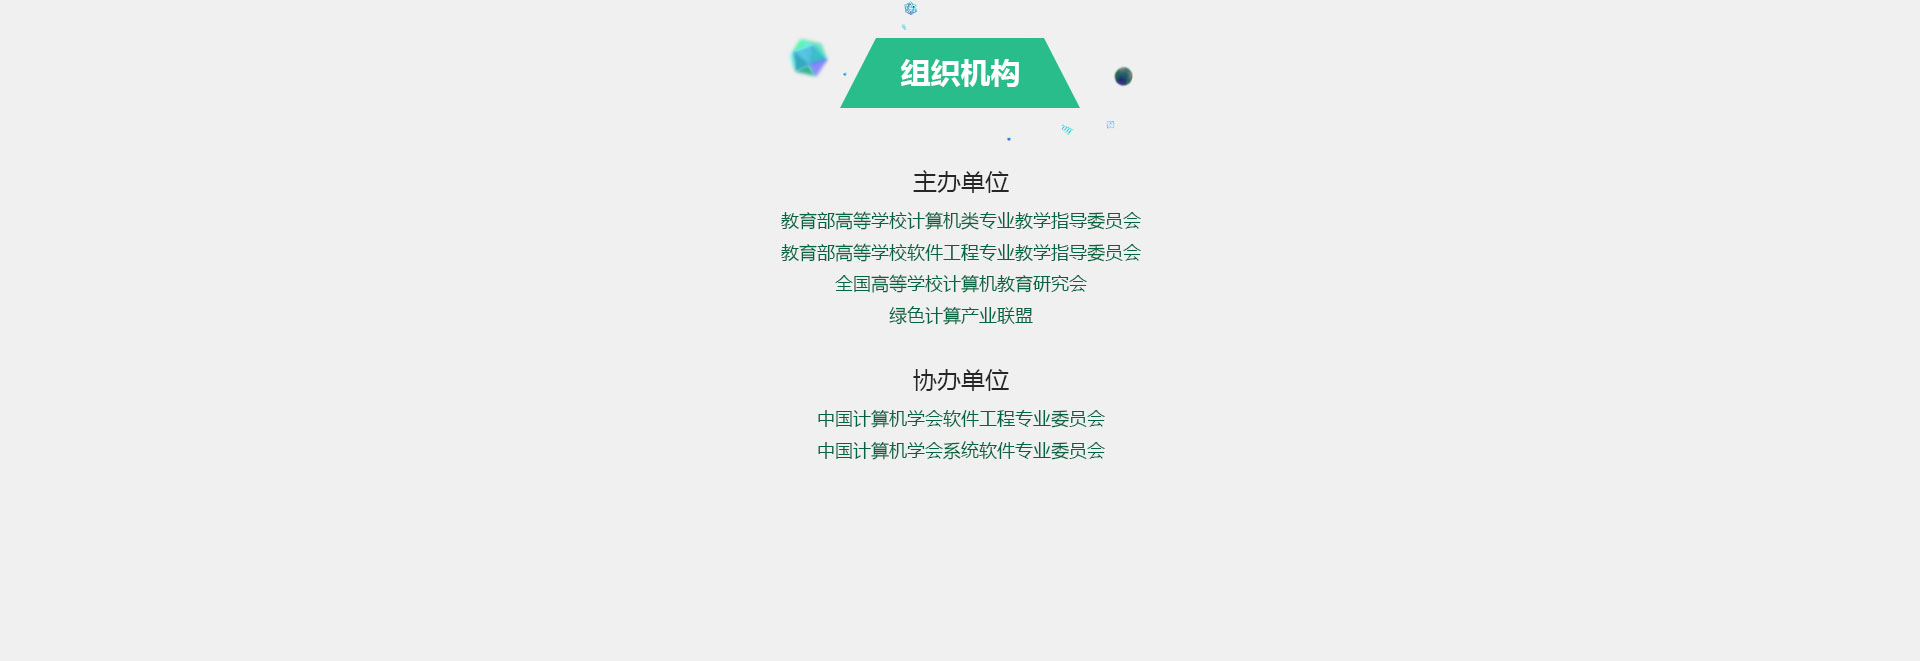 组织机构
主办单位
教育部高等学校计算机类专业教学指导委员会
教育部高等学校软件工程专业教学指导委员会
全国高等学校计算机教育研究会
绿色计算产业联盟
协办单位
中国计算机学会软件工程专业委员会
中国计算机学会系统软件专业委员会